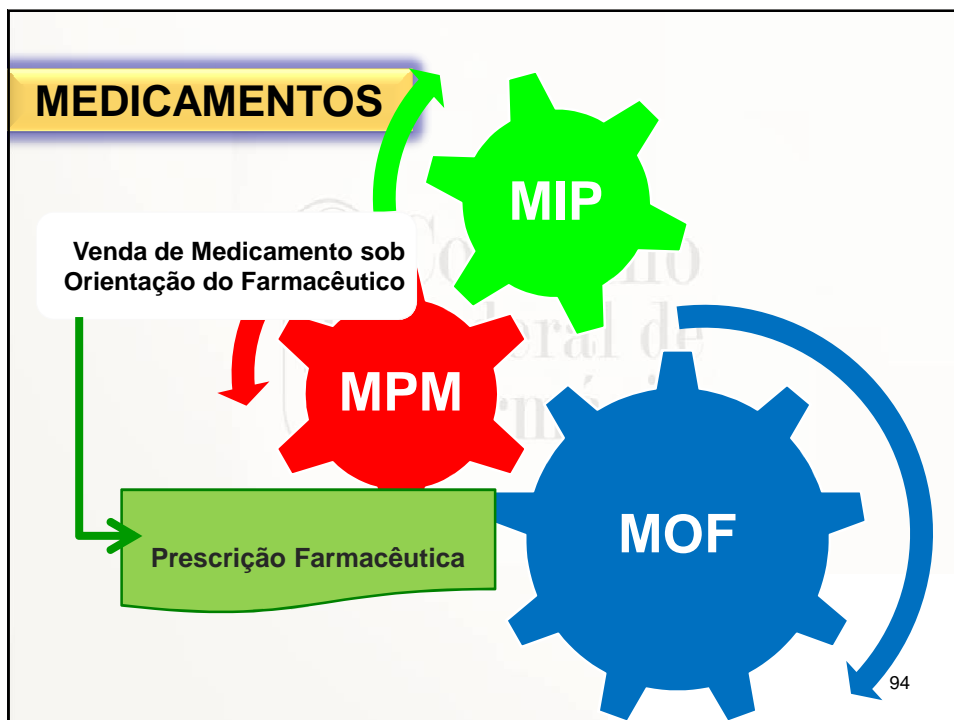 MEDICAMENTOS
MIP
Venda de Medicamento sob
Orientação do Farmacêutico
MPM
MOF
Prescrição Farmacêutica
94